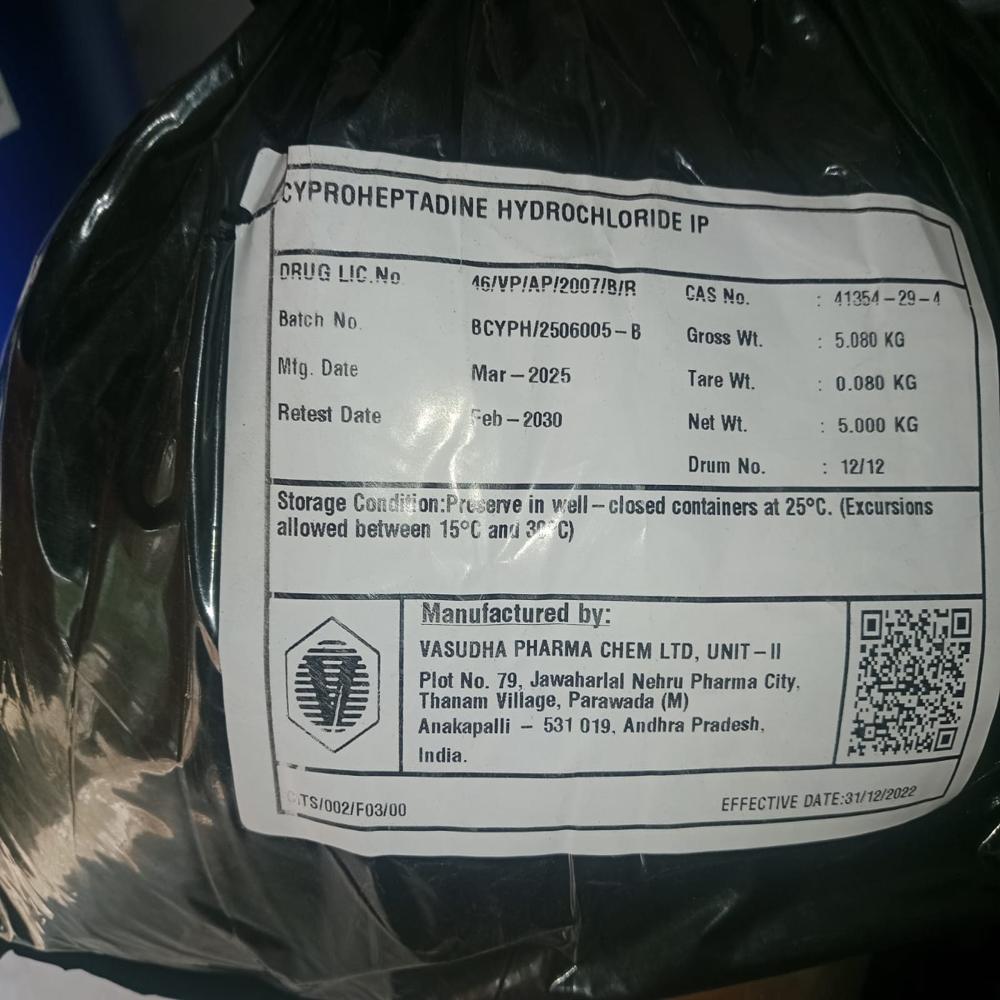 CYPROHEPTADINE HYDROCHLORIDE IP
DRUG LIC.No 46/VP/AP/2007/B/R CAS No. : 41354-29-4
Batch No. BCYPH/2506005-B Gross Wt. : 5.080 KG
Mfg. Date Mar-2025 Tare Wt. : 0.080 KG
Retest Date Feb-2030 Net Wt. : 5.000 KG
Drum No. : 12/12
Storage Condition:Preserve in well-closed containers at 25°C. (Excursions
allowed between 15°C and 30°C)
Manufactured by:
VASUDHA PHARMA CHEM LTD, UNIT-II
Plot No. 79, Jawaharlal Nehru Pharma City,
Thanam Village, Parawada (M)
Anakapalli - 531 019, Andhra Pradesh,
India.
EFFECTIVE DATE:31/12/2022